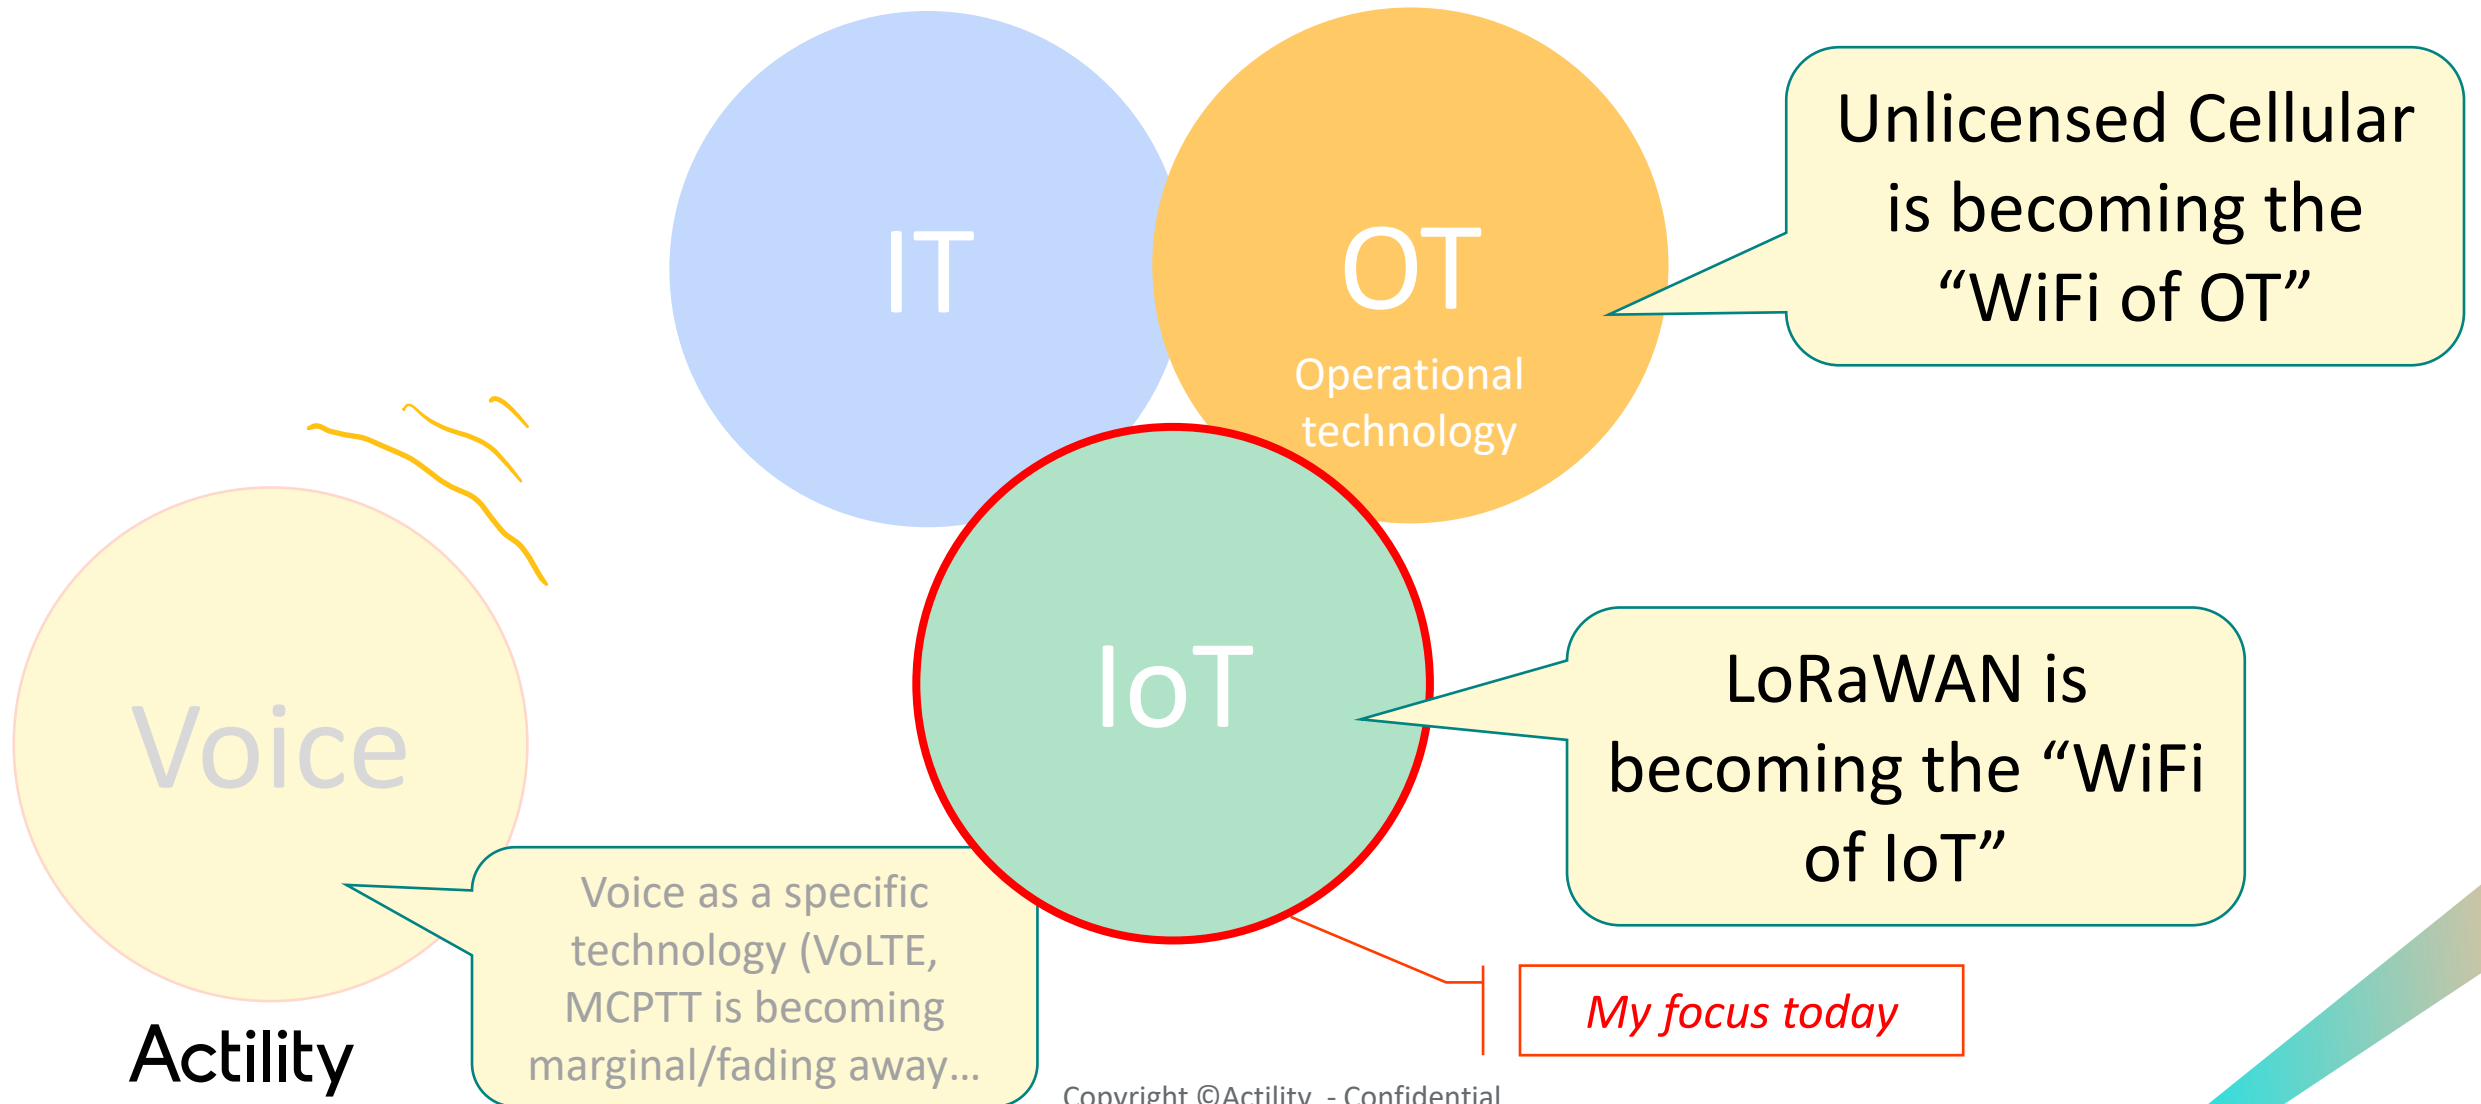 IT
OT
Operational
technology
Unlicensed Cellular
is becoming the
“WiFi of OT”
Voice
IoT
LoRaWAN is
becoming the “WiFi
of IoT”
Voice as a specific
technology (VoLTE,
MCPTT is becoming
marginal/fading away...
My focus today
Actility
Copyright ©Actility - Confidential